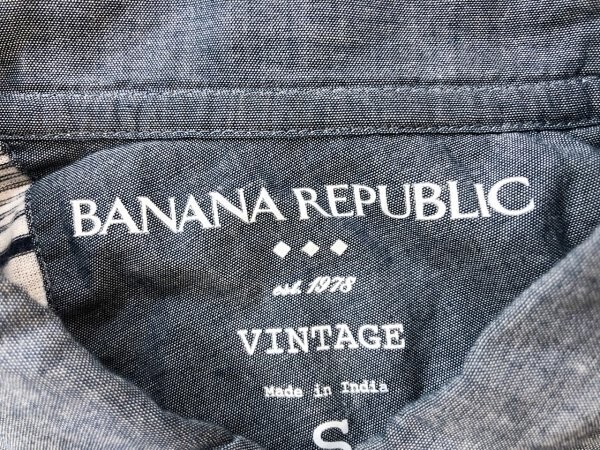 BANANA REPUBLIC
est. 1978
VINTAGE
Made in India
S